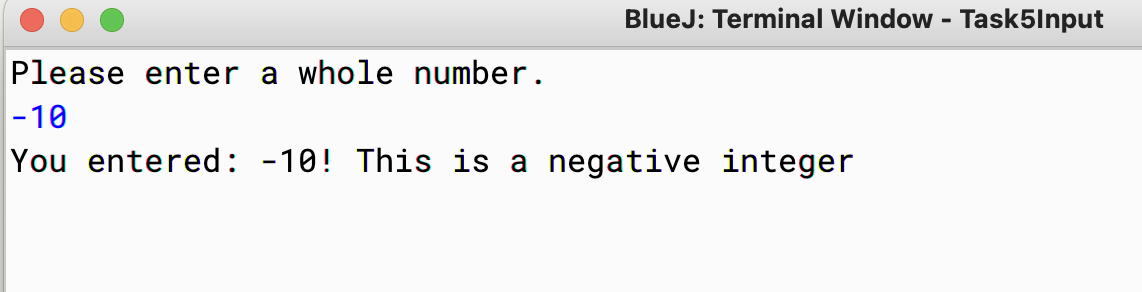 BlueJ: Terminal Window - Task5Input
Please enter a whole number.
-10
You entered: -10! This is a negative integer